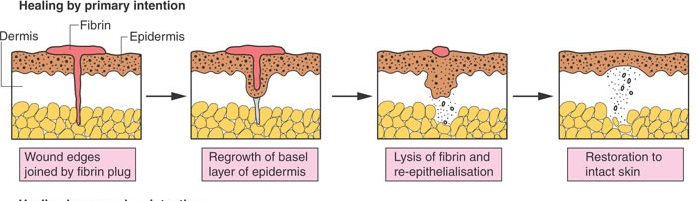 Healing by primary intention
Fibrin
Dermis
Epidermis
Wound edges
joined by fibrin plug
Regrowth of basel
layer of epidermis
Lysis of fibrin and
re-epithelialisation
Restoration to
intact skin